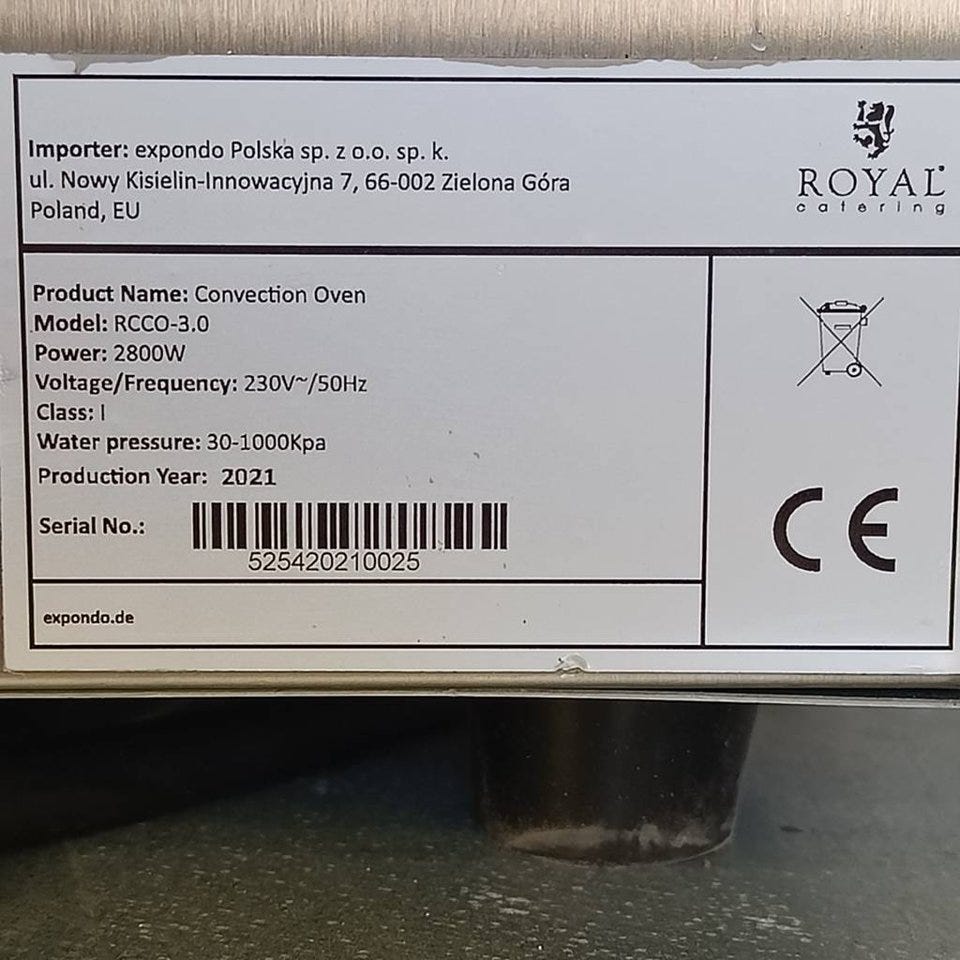 Importer: expondo Polska sp. z o.o. sp. k.
ul. Nowy Kisielin-Innowacyjna 7, 66-002 Zielona Góra
Poland, EU
ROYAL
catering
Product Name: Convection Oven
Model: RCCO-3.0
Power: 2800W
Voltage/Frequency: 230V~/50Hz
Class: I
Water pressure: 30-1000Kpa
Production Year: 2021
Serial No.:
525420210025
CE
expondo.de